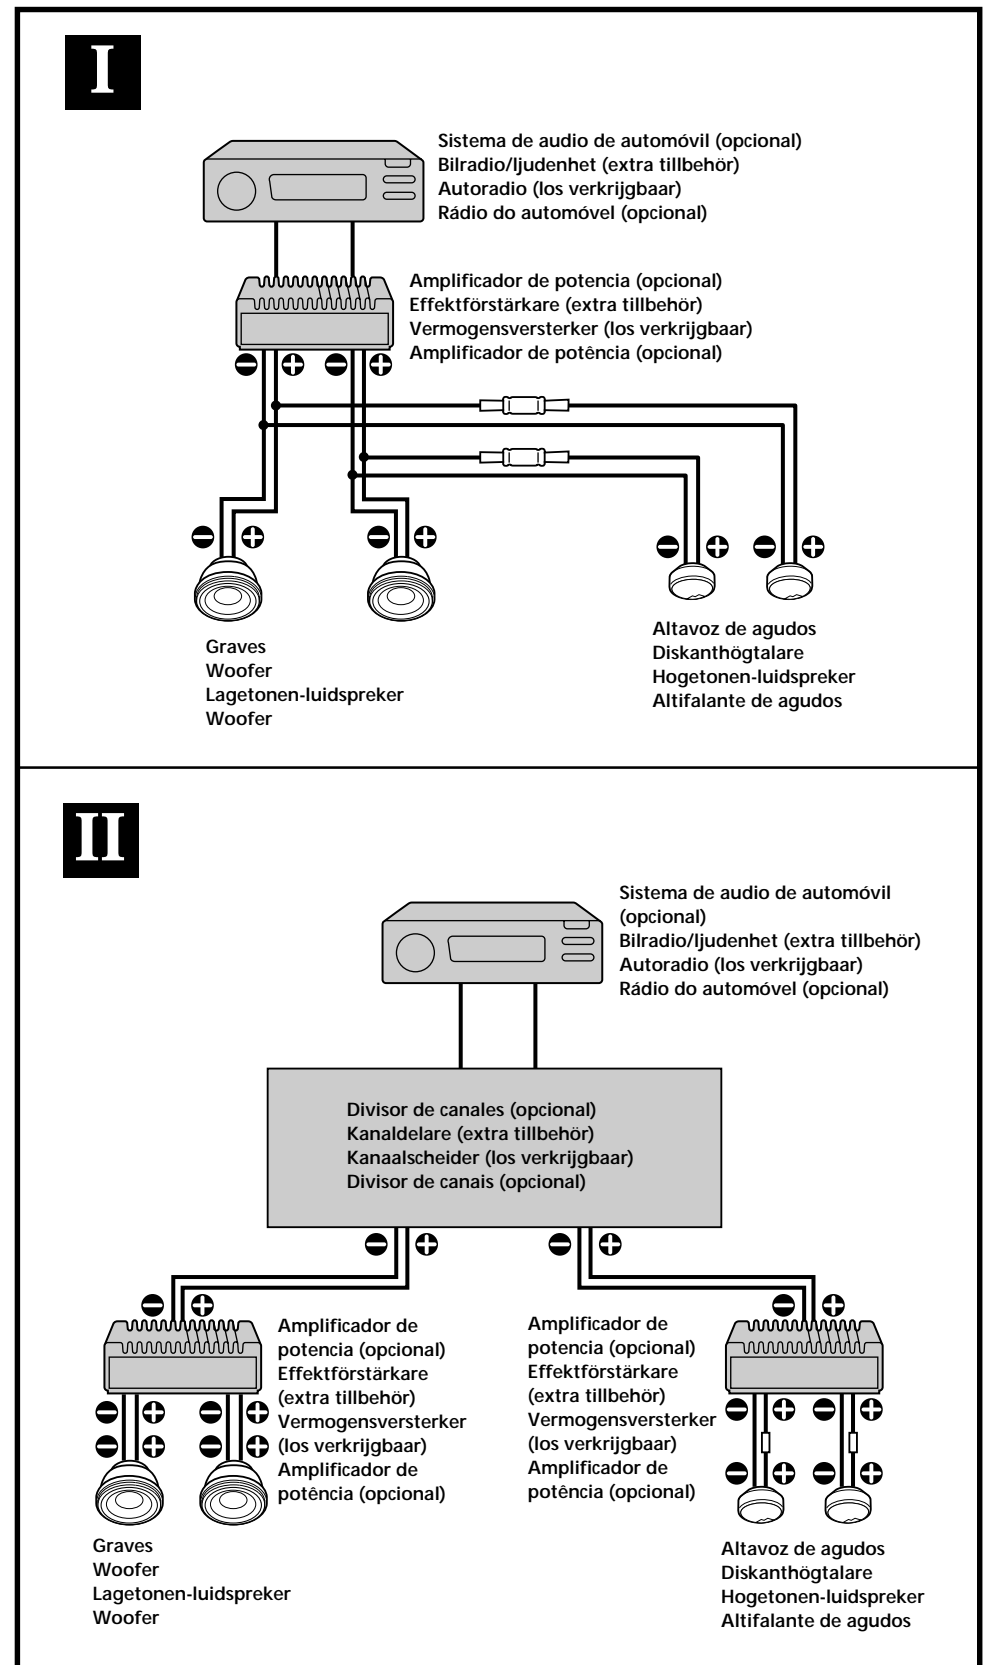 I
Sistema de audio de automóvil (opcional)
Bilradio/ljudenhet (extra tillbehör)
Autoradio (los verkrijgbaar)
Rádio do automóvel (opcional)
Amplificador de potencia (opcional)
Effektförstärkare (extra tillbehör)
Vermogensversterker (los verkrijgbaar)
Amplificador de potência (opcional)
Graves
Woofer
Lagetonen-luidspreker
Woofer
Altavoz de agudos
Diskanthögtalare
Hogetonen-luidspreker
Altifalante de agudos
II
Sistema de audio de automóvil
(opcional)
Bilradio/ljudenhet (extra tillbehör)
Autoradio (los verkrijgbaar)
Rádio do automóvel (opcional)
Divisor de canales (opcional)
Kanaldelare (extra tillbehör)
Kanaalscheider (los verkrijgbaar)
Divisor de canais (opcional)
Amplificador de
potencia (opcional)
Effektförstärkare
(extra tillbehör)
Vermogensversterker
(los verkrijgbaar)
Amplificador de
potência (opcional)
Amplificador de
potencia (opcional)
Effektförstärkare
(extra tillbehör)
Vermogensversterker
(los verkrijgbaar)
Amplificador de
potência (opcional)
Graves
Woofer
Lagetonen-luidspreker
Woofer
Altavoz de agudos
Diskanthögtalare
Hogetonen-luidspreker
Altifalante de agudos